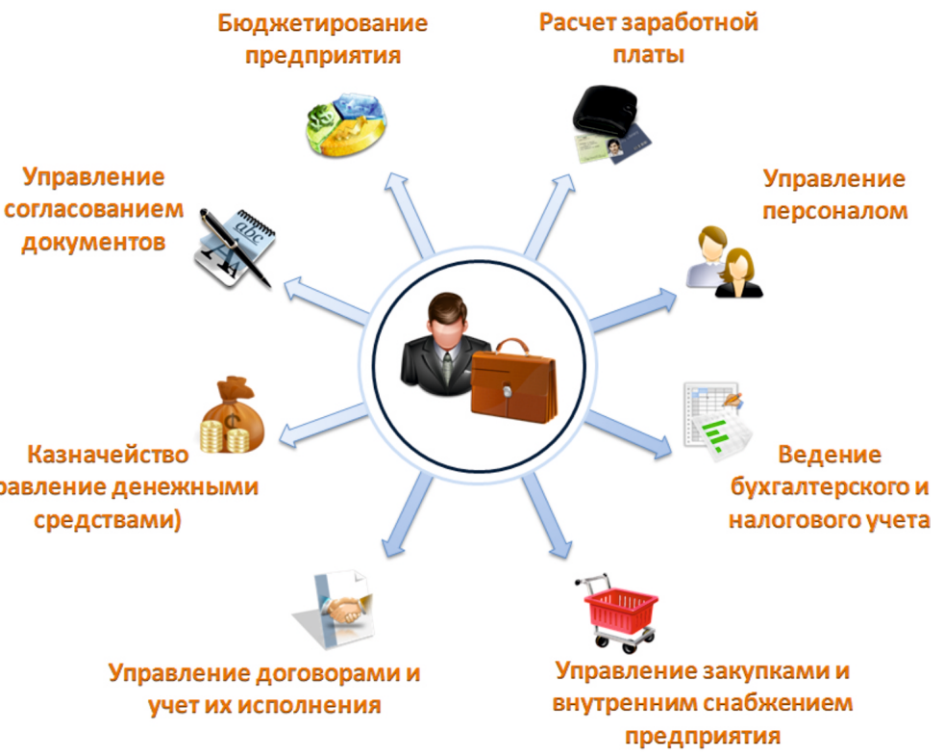 Бюджетирование
предприятия
Расчет заработной
платы
Управление
персоналом
Ведение
бухгалтерского и
налогового учета
Управление закупками и
внутренним снабжением
предприятия
Управление договорами и
учет их исполнения
Казначейство
равление денежными
средствами)
Управление
согласованием
документов
abc